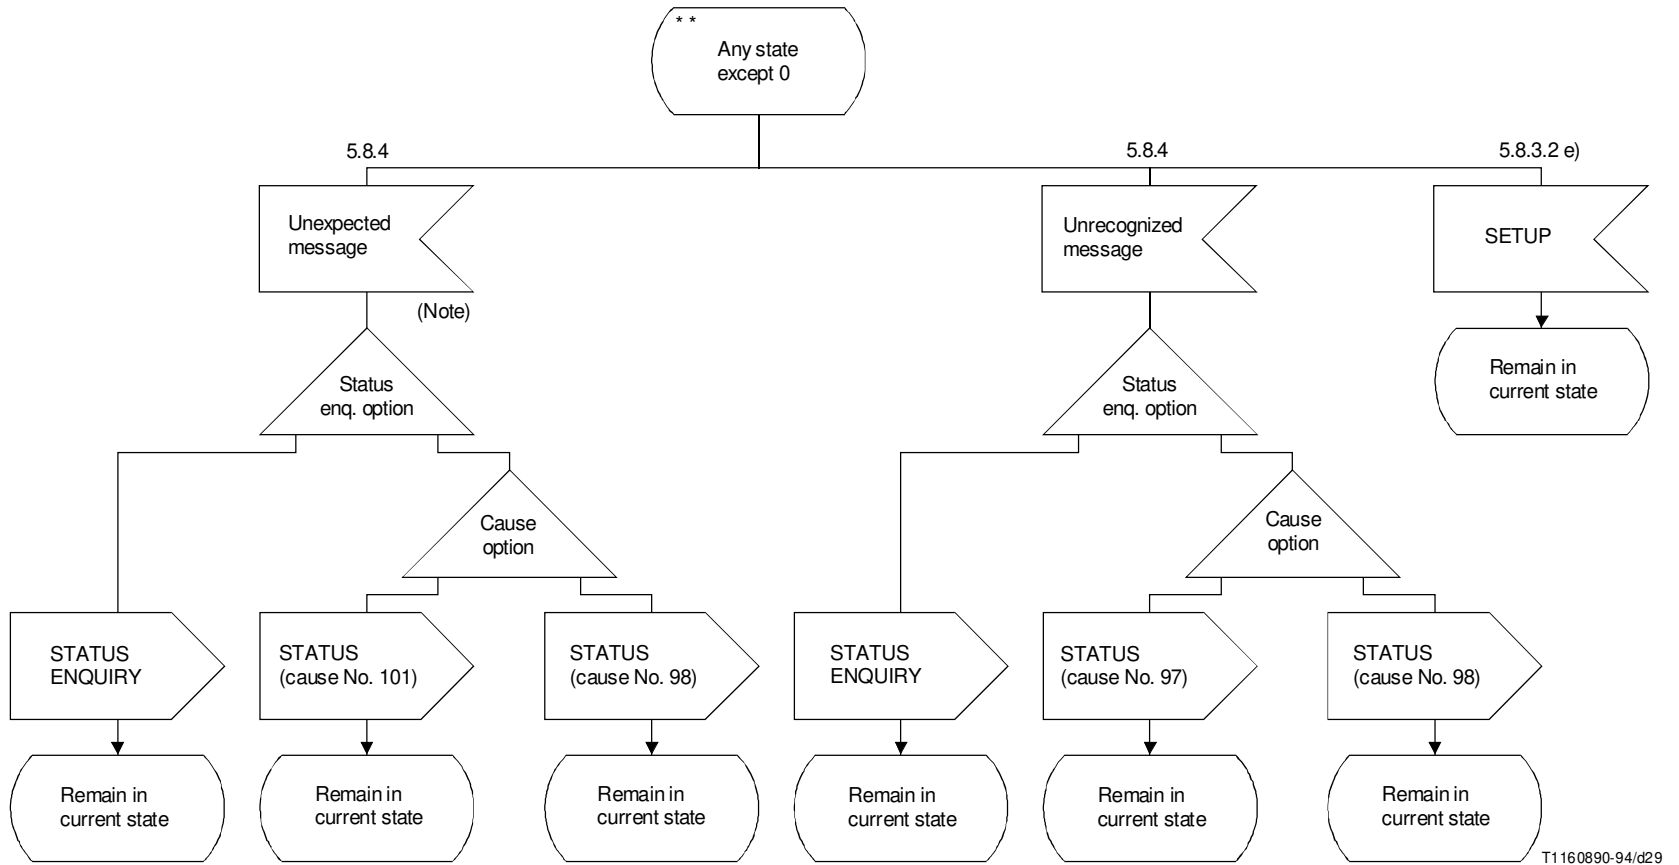 * *
Any state
except 0
5.8.4
5.8.4
5.8.3.2 e)
Unexpected
message
Unrecognized
message
SETUP
(Note)
Status
enq. option
Status
enq. option
Remain in
current state
Cause
option
Cause
option
STATUS
ENQUIRY
STATUS
(cause No. 101)
STATUS
(cause No. 98)
STATUS
ENQUIRY
STATUS
(cause No. 97)
STATUS
(cause No. 98)
Remain in
current state
Remain in
current state
Remain in
current state
Remain in
current state
Remain in
current state
Remain in
current state
T1160890-94/d29